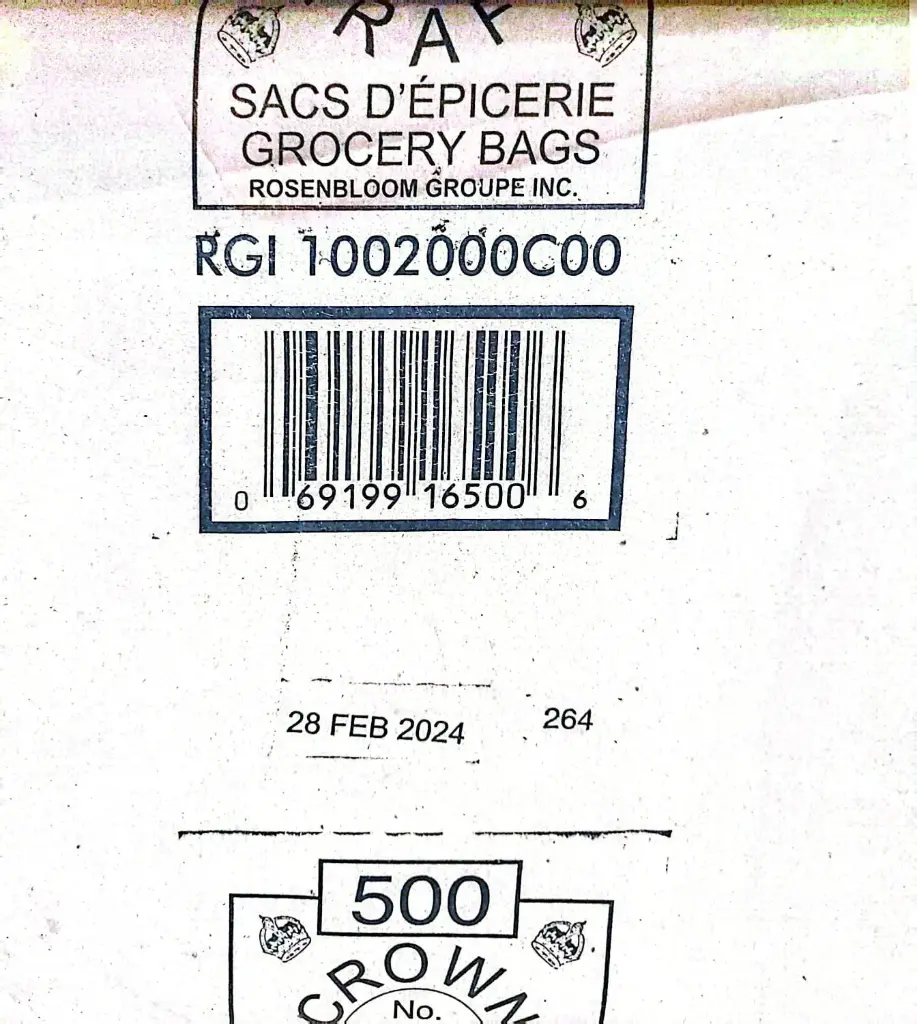 SACS D'ÉPICERIE
GROCERY BAGS
ROSENBLOOM GROUPE INC.
RGI 1002000C00
0 69199 16500 6
28 FEB 2024 264
500
CROWN
No.